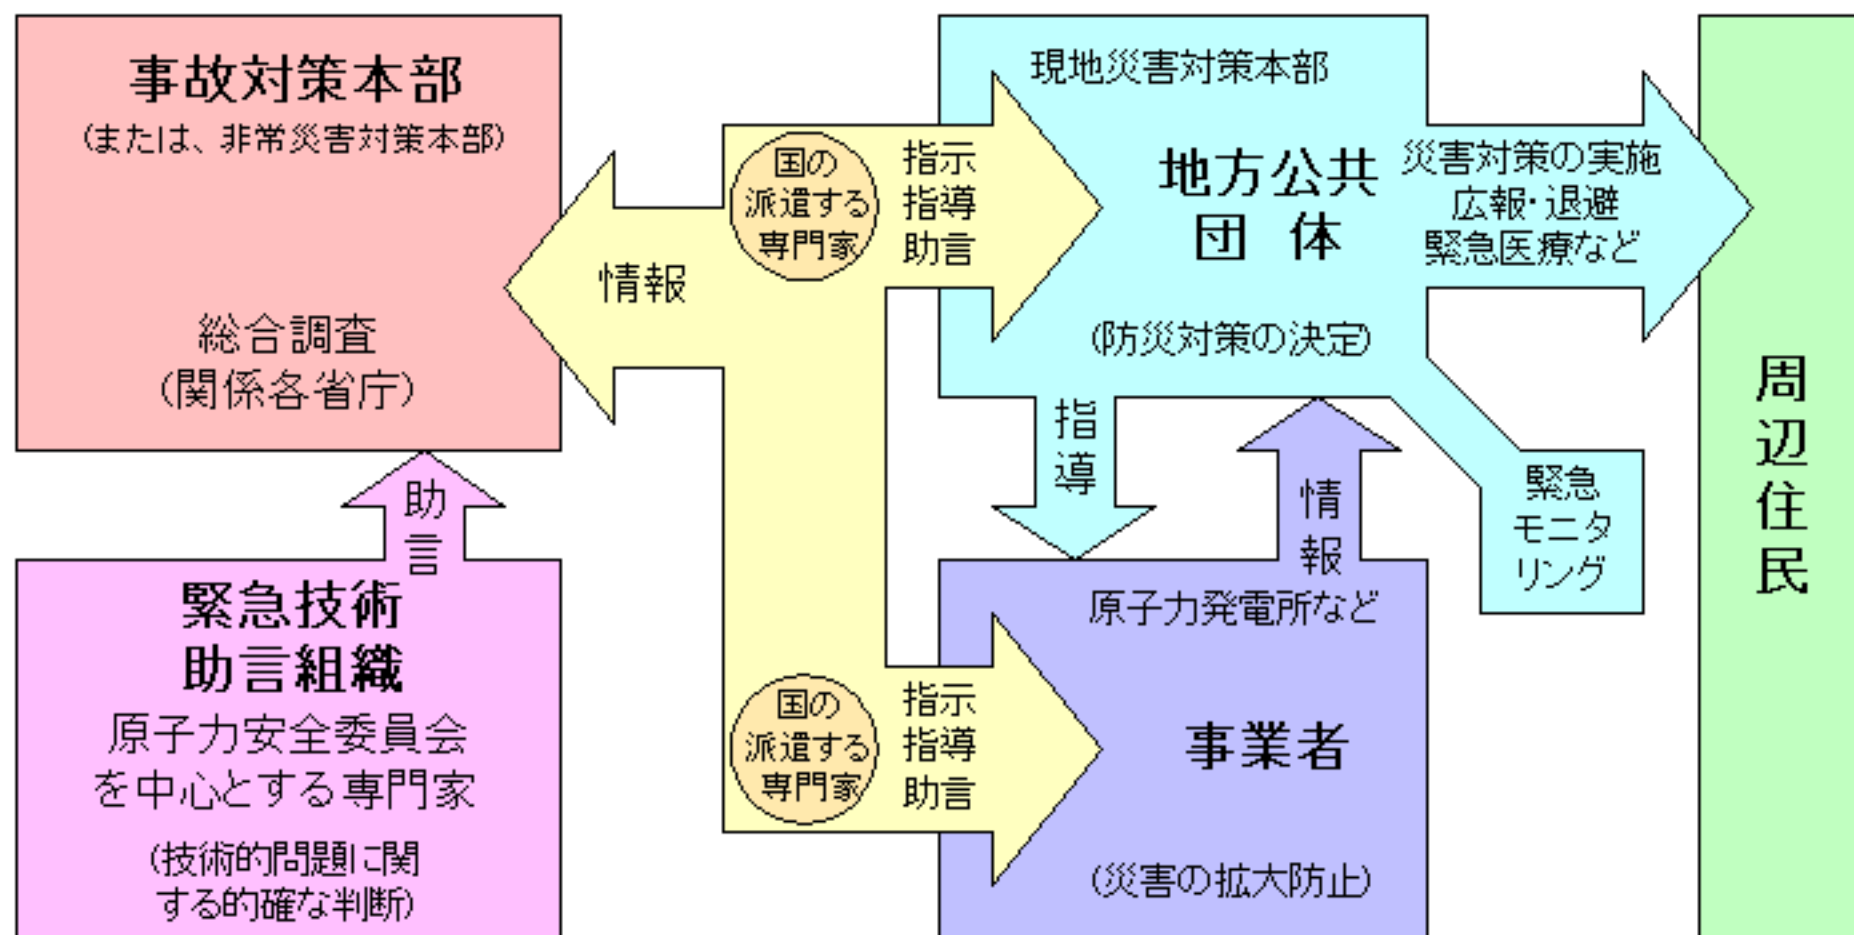 事故対策本部
(または、非常災害対策本部)
総合調査
(関係各省庁)
助
言
緊急技術
助言組織
原子力安全委員会
を中心とする専門家
(技術的問題に関
する的確な判断)
情報
国の
派遣する
専門家
指示
指導
助言
現地災害対策本部
地方公共
団 体
(防災対策の決定)
災害対策の実施
広報・退避
緊急医療など
指
導
情
報
緊急
モニタ
リング
国の
派遣する
専門家
指示
指導
助言
原子力発電所など
事業者
(災害の拡大防止)
周
辺
住
民